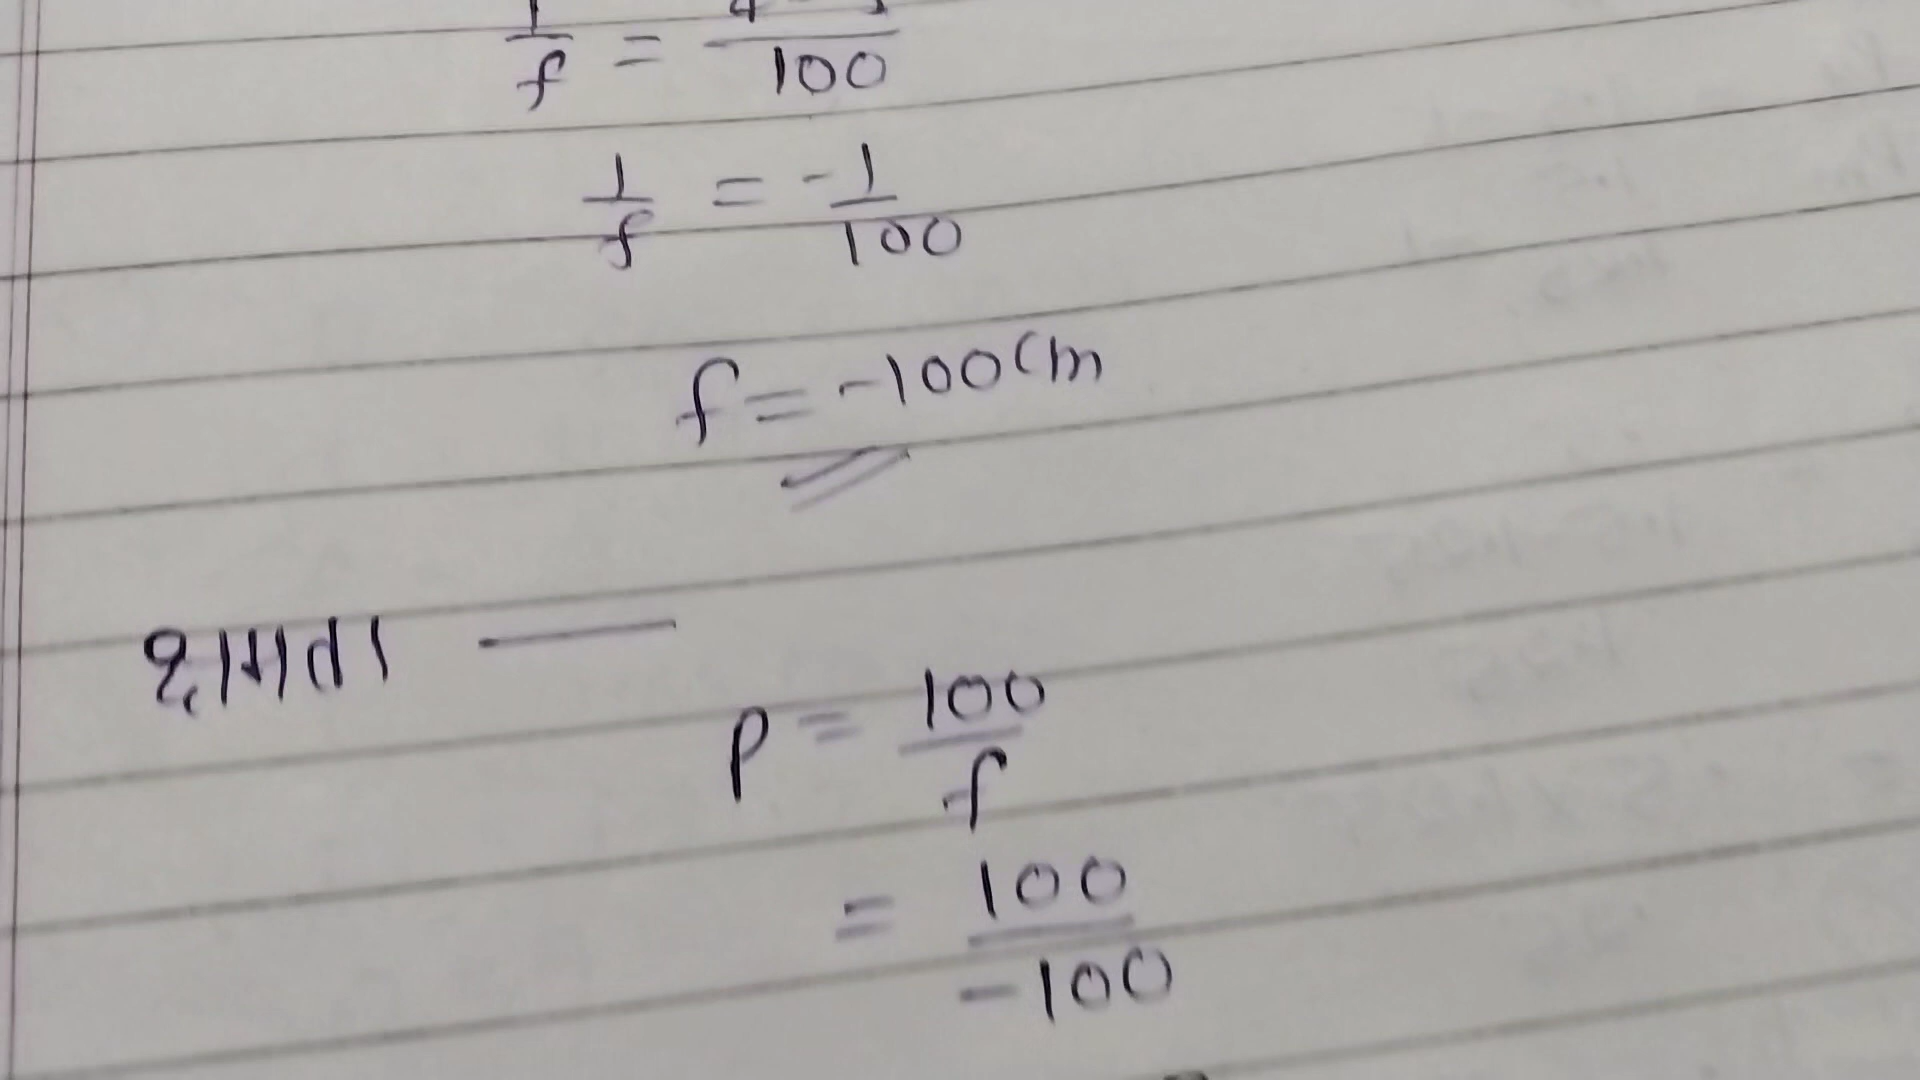 1/f = 4-5/100
1/f = -1/100
f = -100cm
क्षमता —
P = 100/f
= 100/-100